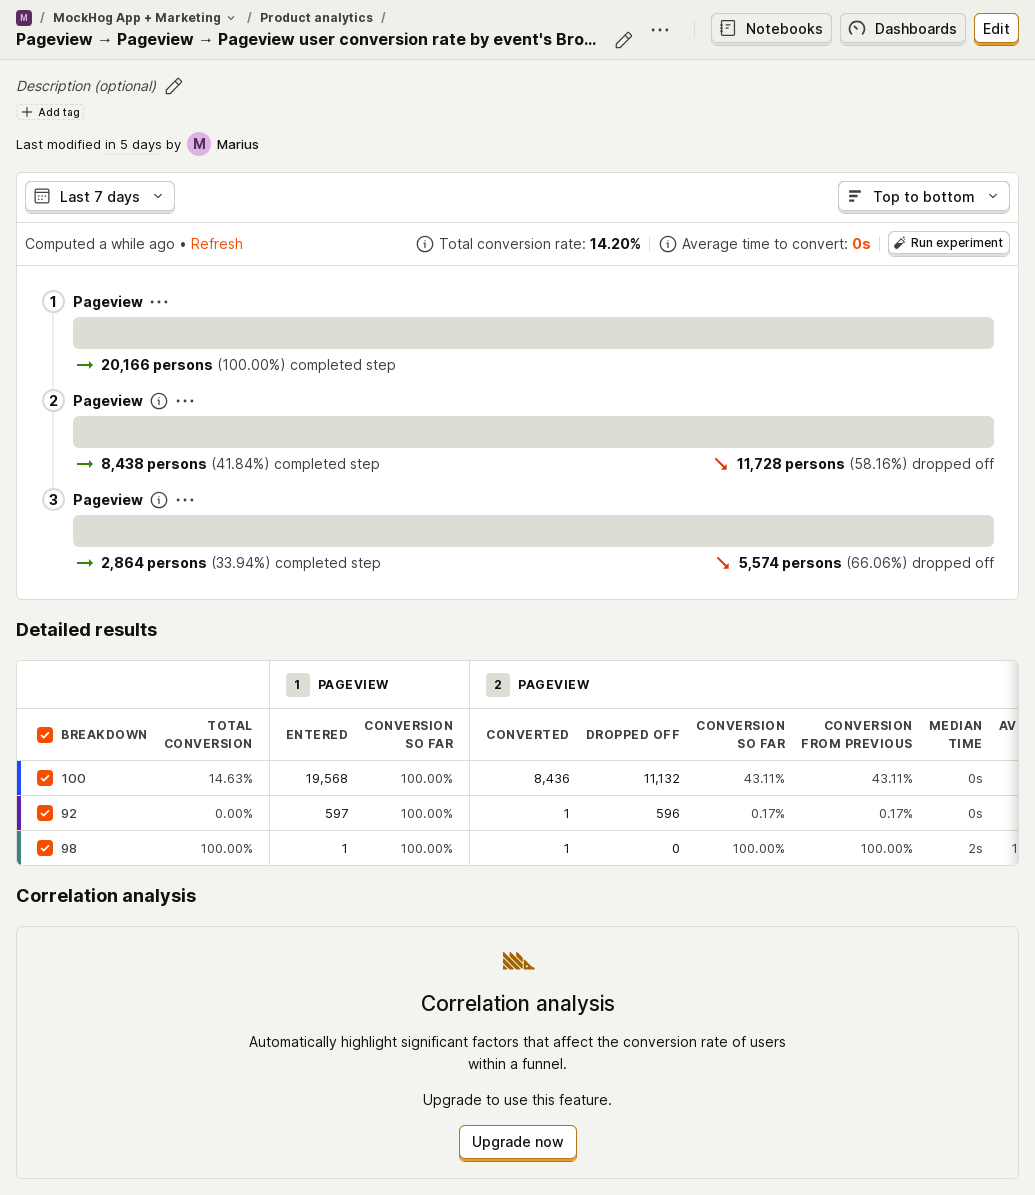 M / MockHog App + Marketing / Product analytics /
Pageview → Pageview → Pageview user conversion rate by event's Bro...
Notebooks
Dashboards
Edit
Description (optional)
Add tag
Last modified in 5 days by M Marius
Last 7 days
Top to bottom
Computed a while ago • Refresh
Total conversion rate: 14.20%
Average time to convert: 0s
Run experiment
1 Pageview
20,166 persons (100.00%) completed step
2 Pageview
8,438 persons (41.84%) completed step
11,728 persons (58.16%) dropped off
3 Pageview
2,864 persons (33.94%) completed step
5,574 persons (66.06%) dropped off
Detailed results
1 PAGEVIEW
2 PAGEVIEW
BREAKDOWN
TOTAL
CONVERSION
ENTERED
CONVERSION
SO FAR
CONVERTED
DROPPED OFF
CONVERSION
SO FAR
CONVERSION
FROM PREVIOUS
MEDIAN
TIME
AV
100 14.63% 19,568 100.00% 8,436 11,132 43.11% 43.11% 0s
92 0.00% 597 100.00% 1 596 0.17% 0.17% 0s
98 100.00% 1 100.00% 1 0 100.00% 100.00% 2s 1
Correlation analysis
Correlation analysis
Automatically highlight significant factors that affect the conversion rate of users
within a funnel.
Upgrade to use this feature.
Upgrade now